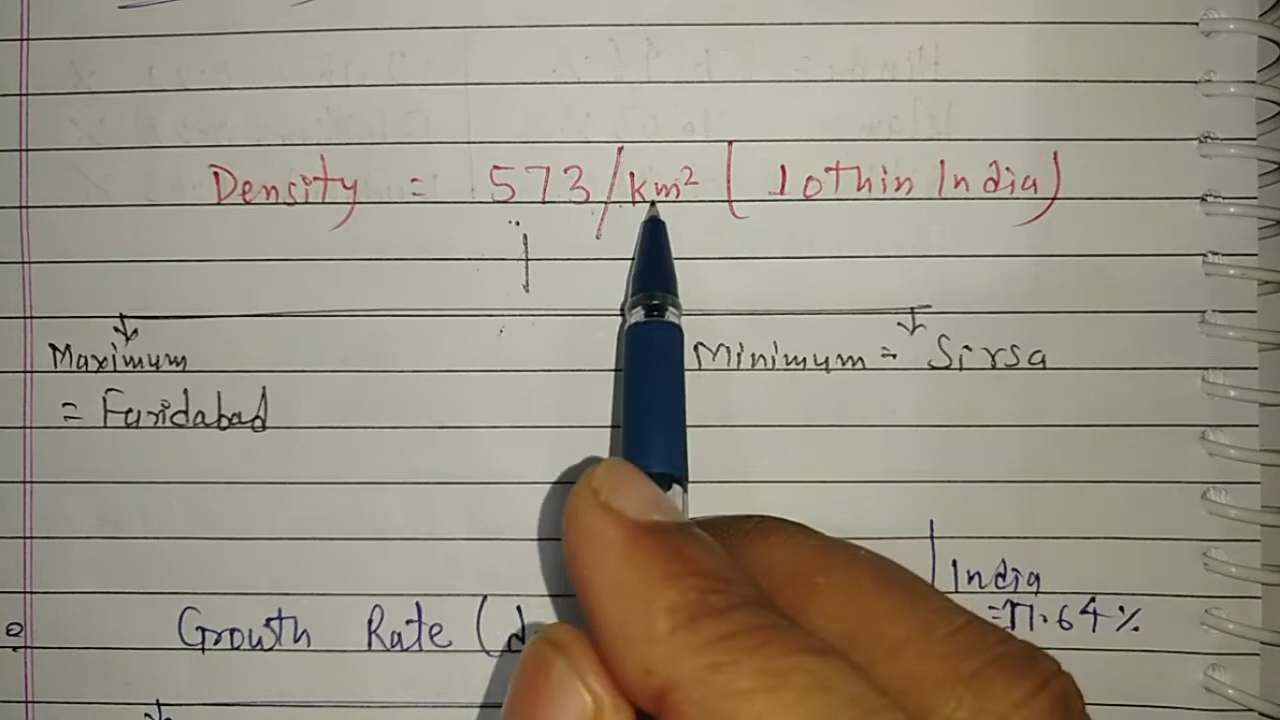 Density = 573/km² ( 10th in India)
Maximum
= Faridabad
Minimum = Sirsa
India
= 17.64%
Growth Rate (d